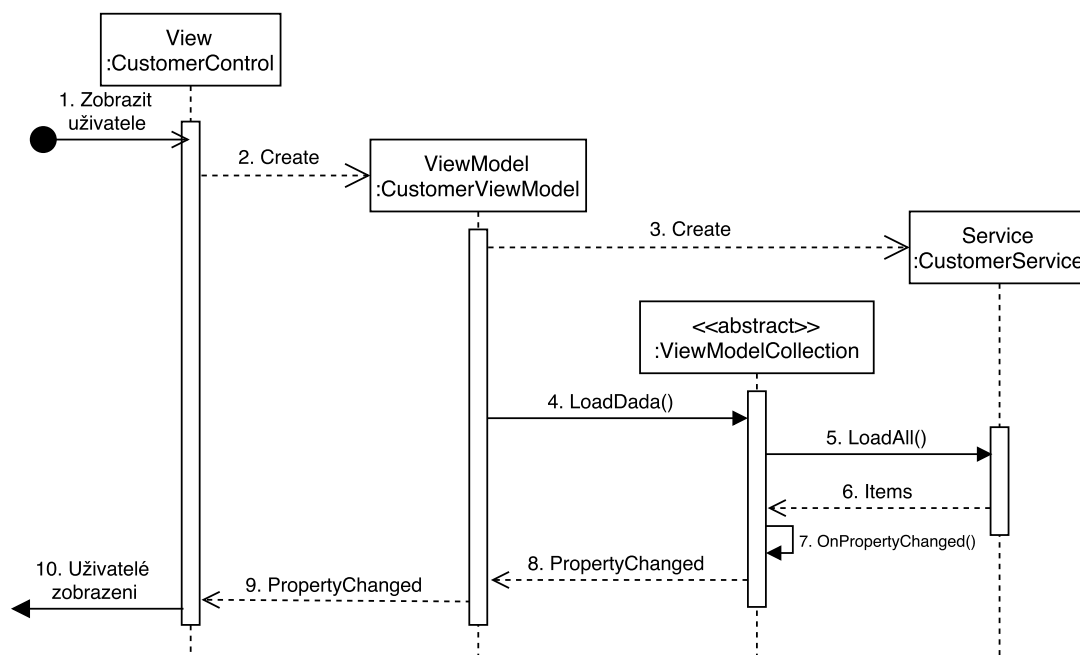 View
:CustomerControl
1. Zobrazit
uživatele
2. Create
ViewModel
:CustomerViewModel
3. Create
Service
:CustomerService
<<abstract>>
:ViewModelCollection
4. LoadDada()
5. LoadAll()
6. Items
7. OnPropertyChanged()
8. PropertyChanged
9. PropertyChanged
10. Uživatelé
zobrazeni